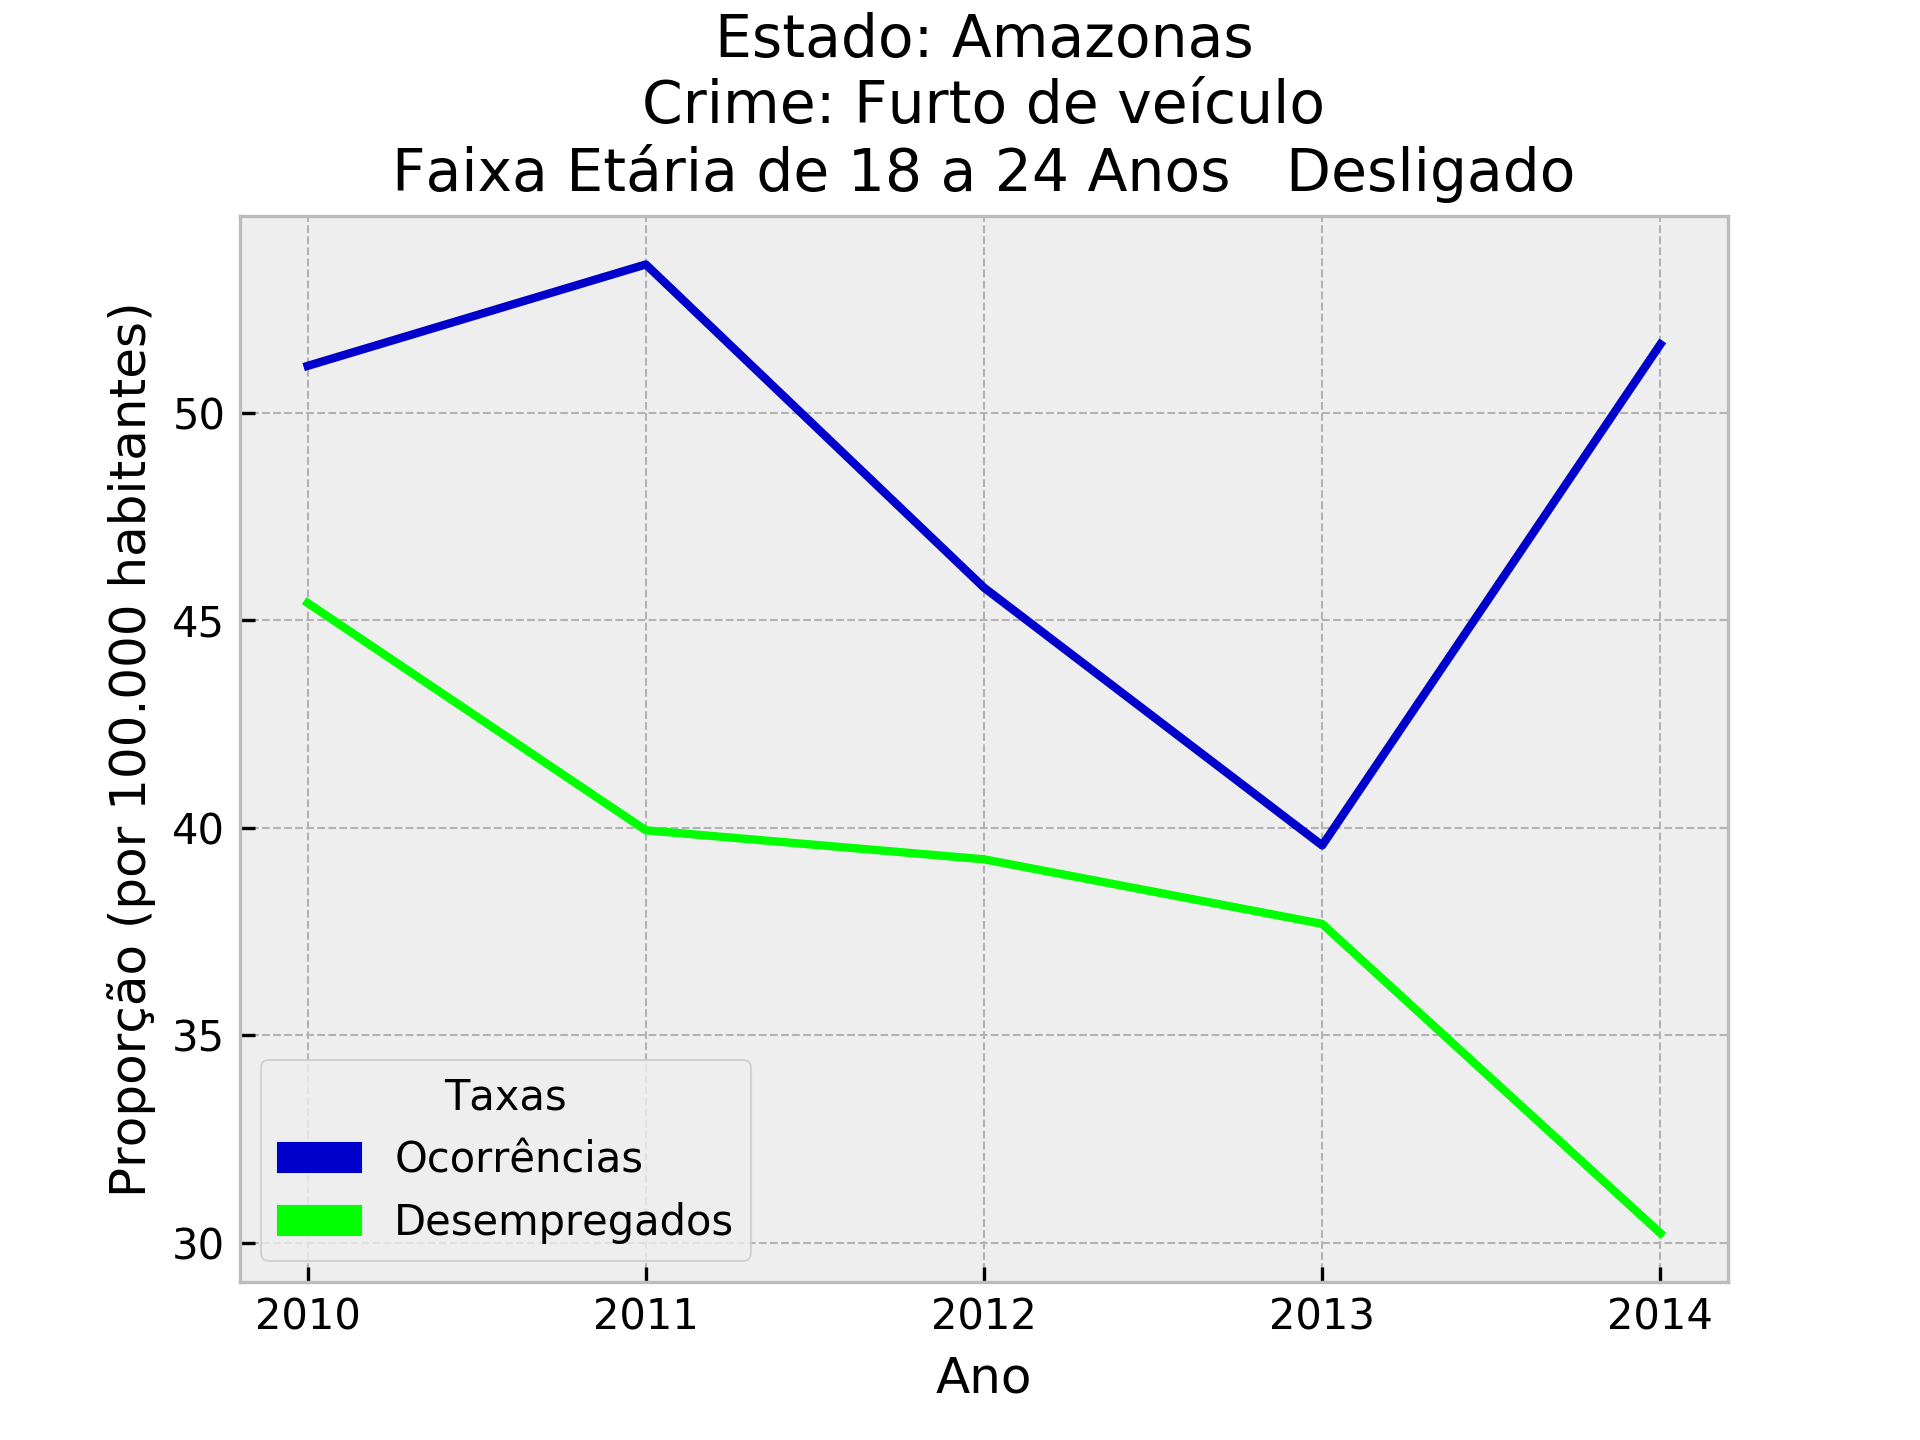 Estado: Amazonas
Crime: Furto de veículo
Faixa Etária de 18 a 24 Anos   Desligado
Proporção (por 100.000 habitantes)
50
45
40
35
30
Taxas
Ocorrências
Desempregados
2010 2011 2012 2013 2014
Ano